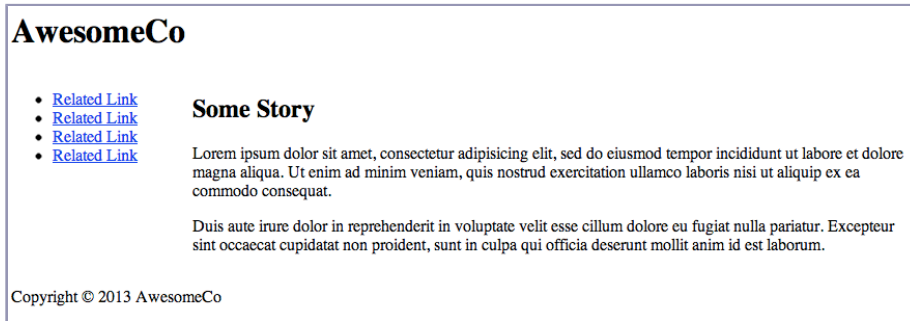 AwesomeCo
Related Link
Related Link
Related Link
Related Link
Some Story
Lorem ipsum dolor sit amet, consectetur adipisicing elit, sed do eiusmod tempor incididunt ut labore et dolore
magna aliqua. Ut enim ad minim veniam, quis nostrud exercitation ullamco laboris nisi ut aliquip ex ea
commodo consequat.
Duis aute irure dolor in reprehenderit in voluptate velit esse cillum dolore eu fugiat nulla pariatur. Excepteur
sint occaecat cupidatat non proident, sunt in culpa qui officia deserunt mollit anim id est laborum.
Copyright © 2013 AwesomeCo